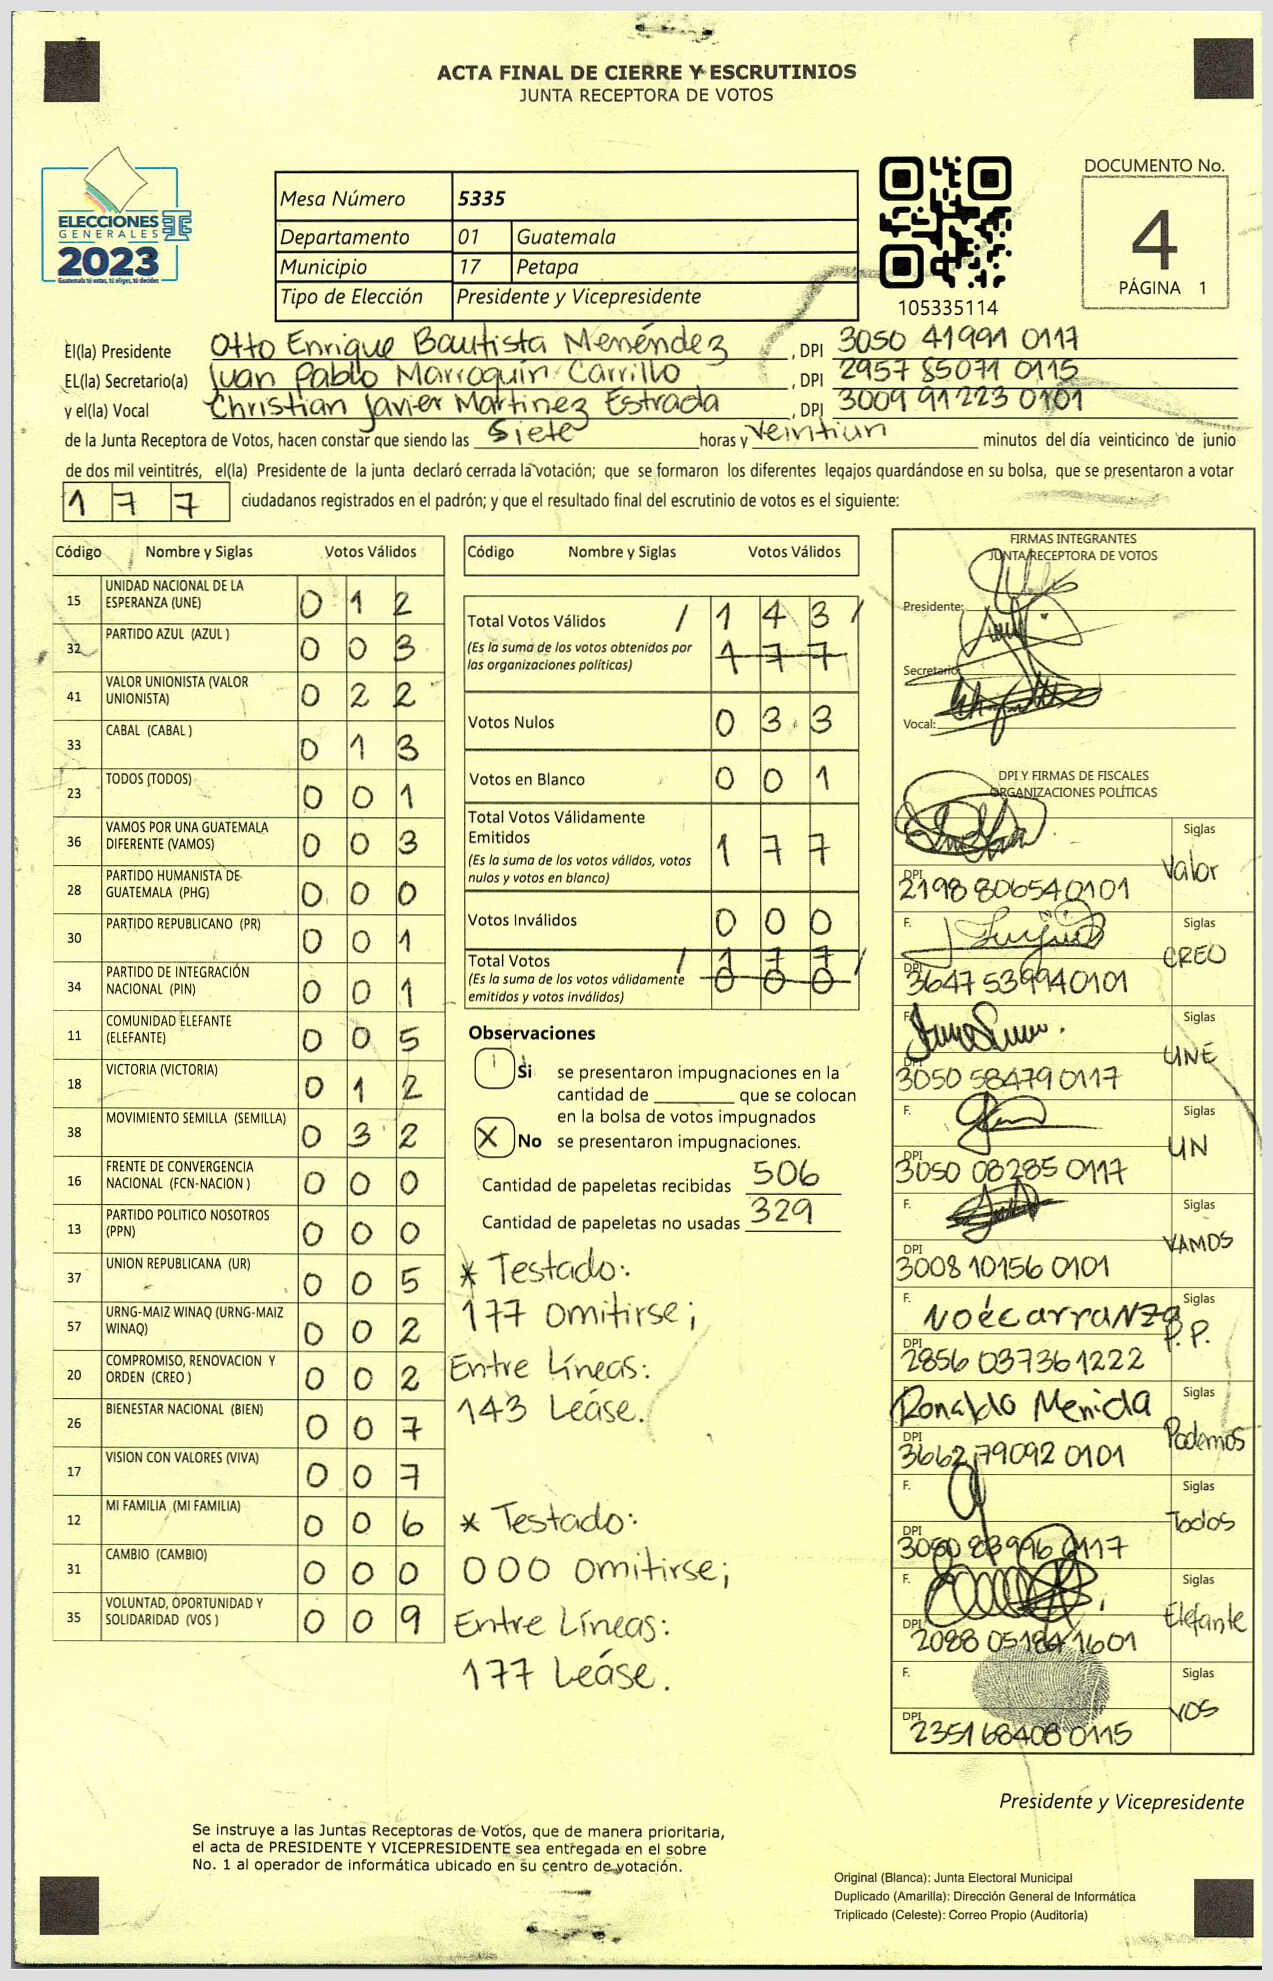 ACTA FINAL DE CIERRE Y ESCRUTINIOS
JUNTA RECEPTORA DE VOTOS
ELECCIONES
GENERALES
2023
Guatemala tú votas, tú eliges, tú decides
Mesa Número 5335
Departamento 01 Guatemala
Municipio 17 Petapa
Tipo de Elección Presidente y Vicepresidente
105335114
DOCUMENTO No.
4
PÁGINA 1
El(la) Presidente Otto Enrique Bautista Menéndez, DPI 3050 41991 0117
EL(la) Secretario(a) Juan Pablo Marroquín Carrillo, DPI 2957 85071 0115
y el(la) Vocal Christian Javier Martinez Estrada, DPI 3009 91223 0101
de la Junta Receptora de Votos, hacen constar que siendo las Siete horas y Veintiun minutos del día veinticinco de junio
de dos mil veintitrés, el(la) Presidente de la junta declaró cerrada la votación; que se formaron los diferentes legajos quardándose en su bolsa, que se presentaron a votar
177 ciudadanos registrados en el padrón; y que el resultado final del escrutinio de votos es el siguiente:
Código Nombre y Siglas Votos Válidos
15 UNIDAD NACIONAL DE LA ESPERANZA (UNE) 0 1 2
32 PARTIDO AZUL (AZUL ) 0 0 3
41 VALOR UNIONISTA (VALOR UNIONISTA) 0 2 2
33 CABAL (CABAL ) 0 1 3
23 TODOS (TODOS) 0 0 1
36 VAMOS POR UNA GUATEMALA DIFERENTE (VAMOS) 0 0 3
28 PARTIDO HUMANISTA DE GUATEMALA (PHG) 0 0 0
30 PARTIDO REPUBLICANO (PR) 0 0 1
34 PARTIDO DE INTEGRACIÓN NACIONAL (PIN) 0 0 1
11 COMUNIDAD ELEFANTE (ELEFANTE) 0 0 5
18 VICTORIA (VICTORIA) 0 1 2
38 MOVIMIENTO SEMILLA (SEMILLA) 0 3 2
16 FRENTE DE CONVERGENCIA NACIONAL (FCN-NACION ) 0 0 0
13 PARTIDO POLITICO NOSOTROS (PPN) 0 0 0
37 UNION REPUBLICANA (UR) 0 0 5
57 URNG-MAIZ WINAQ (URNG-MAIZ WINAQ) 0 0 2
20 COMPROMISO, RENOVACION Y ORDEN (CREO ) 0 0 2
26 BIENESTAR NACIONAL (BIEN) 0 0 7
17 VISION CON VALORES (VIVA) 0 0 7
12 MI FAMILIA (MI FAMILIA) 0 0 6
31 CAMBIO (CAMBIO) 0 0 0
35 VOLUNTAD, OPORTUNIDAD Y SOLIDARIDAD (VOS ) 0 0 9
Código Nombre y Siglas Votos Válidos
Total Votos Válidos / 1 4 3 /
(Es la suma de los votos obtenidos por las organizaciones políticas) 1 7 7
Votos Nulos 0 3 3
Votos en Blanco 0 0 1
Total Votos Válidamente Emitidos
(Es la suma de los votos válidos, votos nulos y votos en blanco) 1 7 7
Votos Inválidos 0 0 0
Total Votos / 1 7 7 /
(Es la suma de los votos válidamente emitidos y votos inválidos) 0 0 0
Observaciones
Si se presentaron impugnaciones en la
cantidad de ________ que se colocan
en la bolsa de votos impugnados
X No se presentaron impugnaciones.
Cantidad de papeletas recibidas 506
Cantidad de papeletas no usadas 329
* Testado:
177 omitirse;
Entre Líneas:
143 Leáse.
* Testado:
000 omitirse;
Entre Líneas:
177 Leáse.
FIRMAS INTEGRANTES
JUNTA RECEPTORA DE VOTOS
Presidente:
Secretario:
Vocal:
DPI Y FIRMAS DE FISCALES
ORGANIZACIONES POLÍTICAS
Siglas Valor
DPI 2198 80654 0101
F. Siglas CREO
DPI 3647 53994 0101
F. Siglas UNE
DPI 3050 58479 0117
F. Siglas UN
DPI 3050 08285 0117
F. Siglas VAMOS
DPI 3008 10156 0101
F. Noé carranza Siglas P.P.
DPI 2856 03736 1222
Ronaldo Merida Siglas Podemos
DPI 3662 79092 0101
F. Siglas Todos
DPI 3050 83996 0117
F. Siglas Elefante
DPI 2088 05184 1601
F. Siglas VOS
DPI 2351 68408 0115
Presidente y Vicepresidente
Se instruye a las Juntas Receptoras de Votos, que de manera prioritaria,
el acta de PRESIDENTE Y VICEPRESIDENTE sea entregada en el sobre
No. 1 al operador de informática ubicado en su centro de votación.
Original (Blanca): Junta Electoral Municipal
Duplicado (Amarilla): Dirección General de Informática
Triplicado (Celeste): Correo Propio (Auditoría)